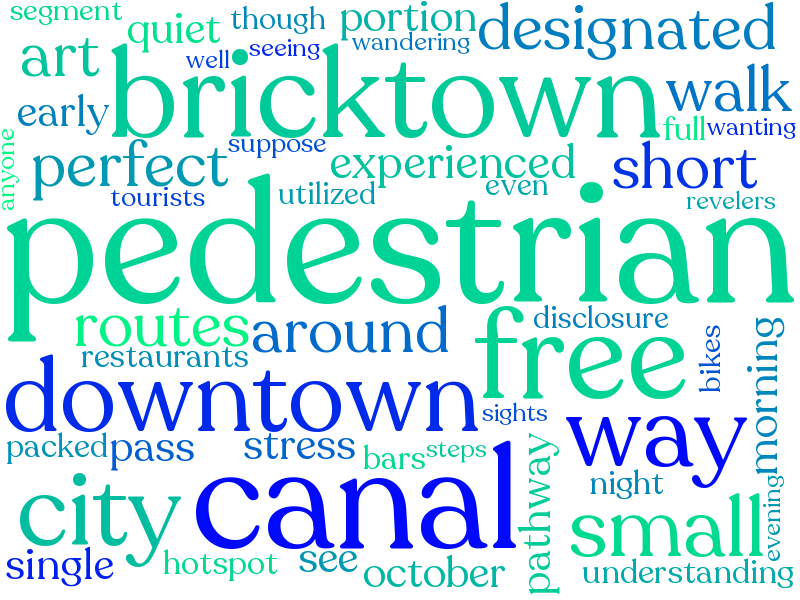 segment
though
portion
designated
quiet
wandering
art
well
seeing
bricktown
walk
early
full
wanting
suppose
anyone
perfect
experienced
short
tourists
utilized
even
revelers
pedestrian
routes
around
free
disclosure
bikes
morning
restaurants
downtown
sights
way
packed
pass
stress
bars
steps
canal
pathway
night
evening
city
small
single
hotspot
see
october
understanding